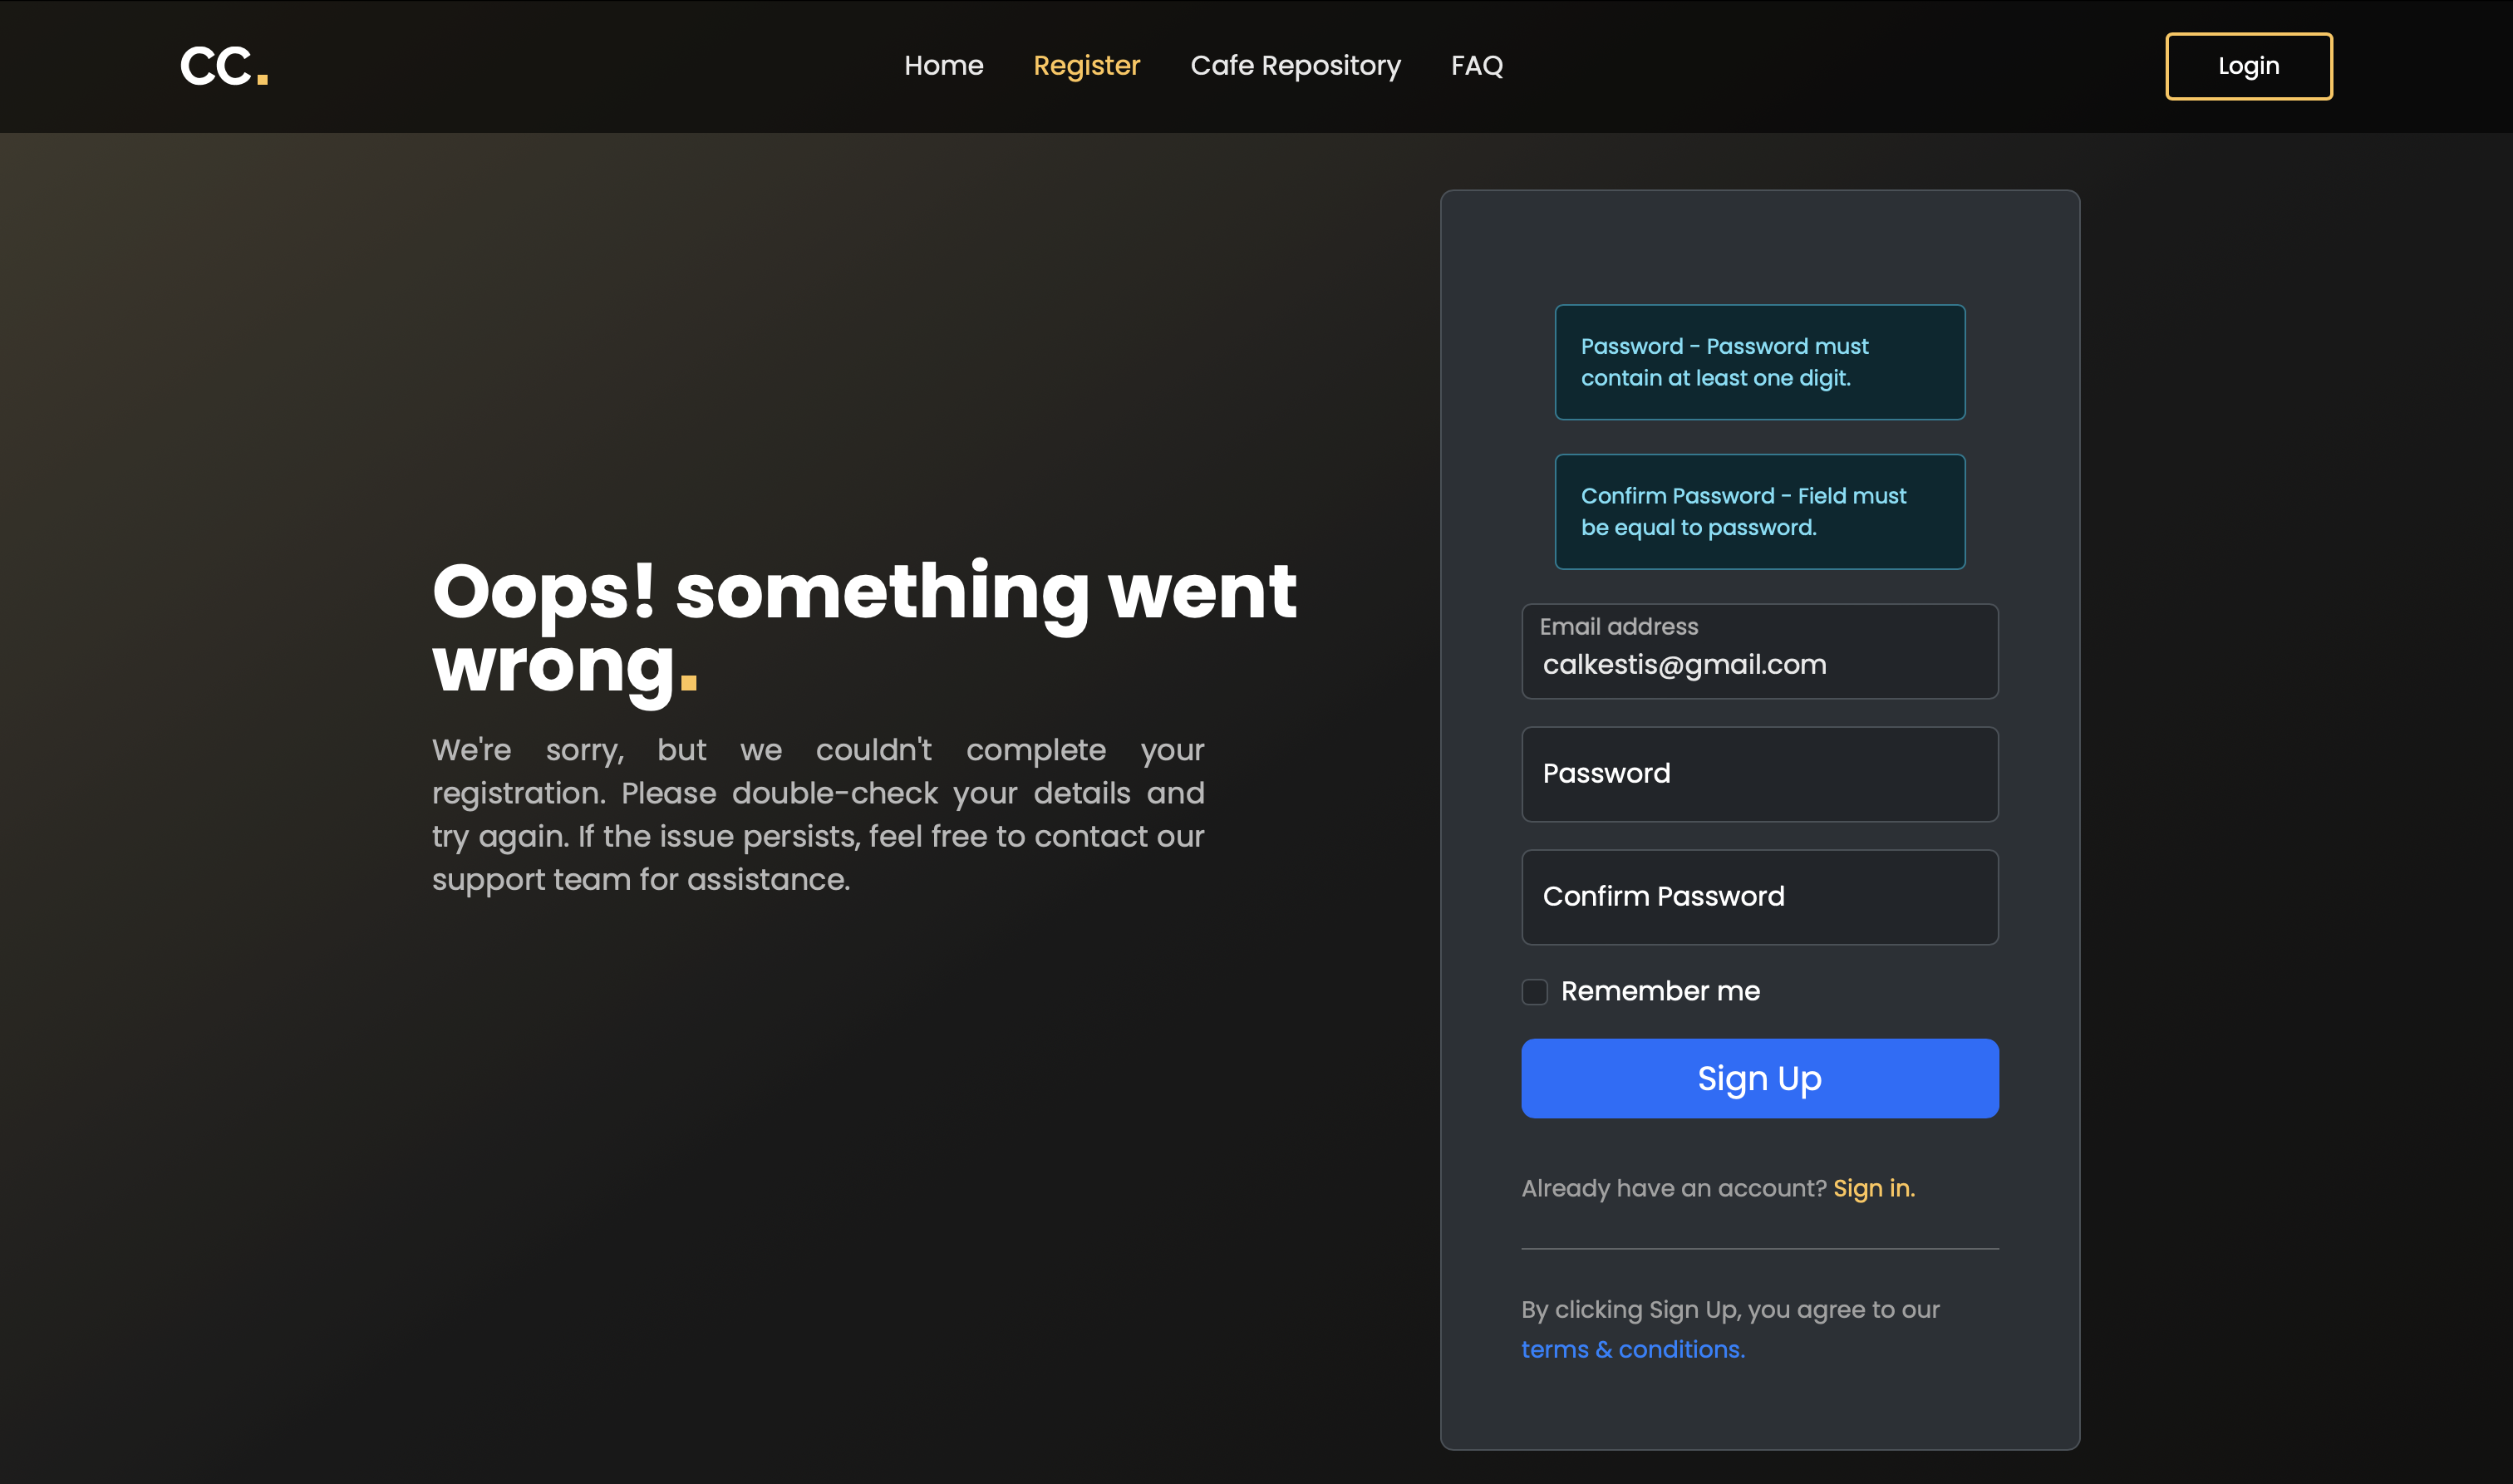 CC.
Home Register Cafe Repository FAQ
Login
Oops! something went
wrong.
We're sorry, but we couldn't complete your
registration. Please double-check your details and
try again. If the issue persists, feel free to contact our
support team for assistance.
Password - Password must
contain at least one digit.
Confirm Password - Field must
be equal to password.
Email address
calkestis@gmail.com
Password
Confirm Password
Remember me
Sign Up
Already have an account? Sign in.
By clicking Sign Up, you agree to our
terms & conditions.